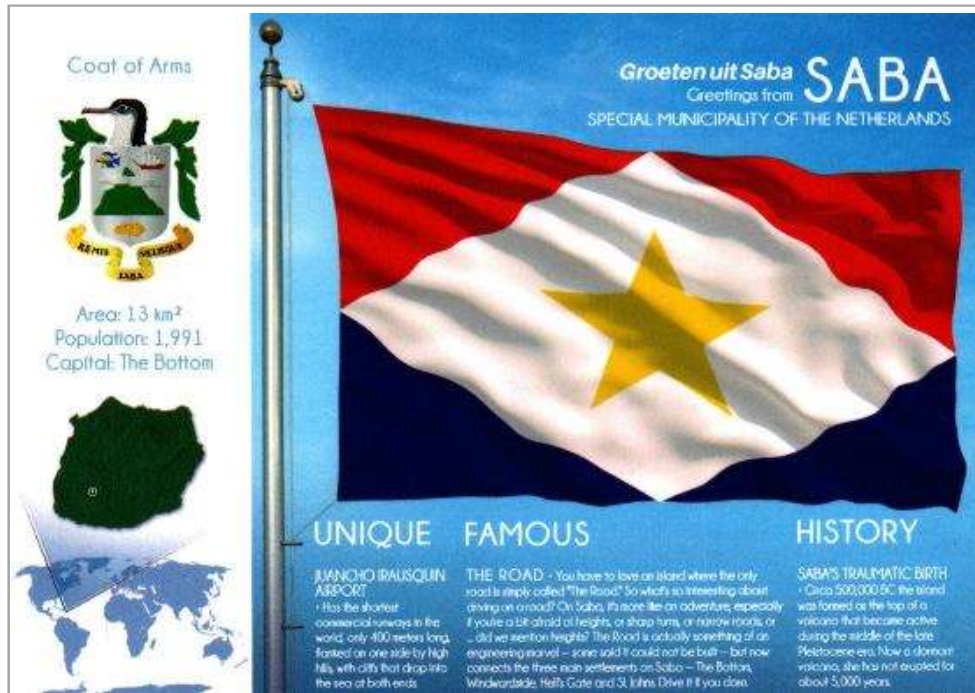 Coat of Arms
REMIS VELISQUE
SABA
Area: 13 km²
Population: 1,991
Capital: The Bottom
Groeten uit Saba
Greetings from SABA
SPECIAL MUNICIPALITY OF THE NETHERLANDS
UNIQUE
JUANCHO IRAUSQUIN
AIRPORT
• Has the shortest
commercial runways in the
world, only 400 meters long,
flanked on one side by high
hills, with cliffs that drop into
the sea at both ends.
FAMOUS
THE ROAD • You have to love an island where the only
road is simply called "The Road." So what's so interesting about
driving on a road? On Saba, it's more like an adventure, especially
if you're a bit afraid of heights, or sharp turns, or narrow roads, or
... did we mention heights? The Road is actually something of an
engineering marvel – some said it could not be built – but now
connects the three main settlements on Saba – The Bottom,
Windwardside, Hell's Gate and St. Johns. Drive it if you dare.
HISTORY
SABA'S TRAUMATIC BIRTH
• Circa 500,000 BC the island
was formed as the top of a
volcano that became active
during the middle of the late
Pleistocene era. Now a dormant
volcano, she has not erupted for
about 5,000 years.